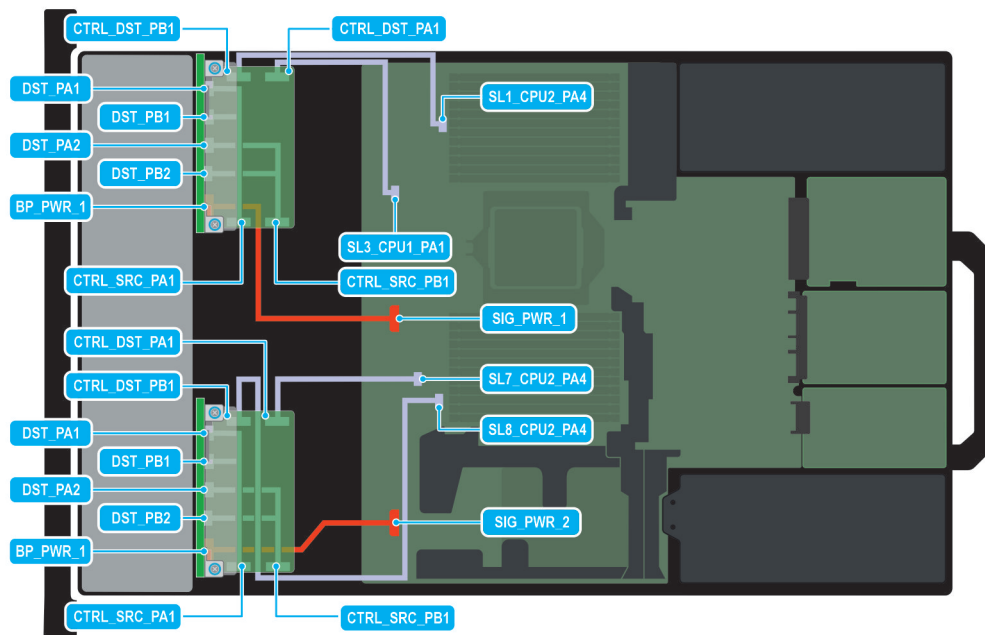 CTRL_DST_PB1
CTRL_DST_PA1
DST_PA1
SL1_CPU2_PA4
DST_PB1
DST_PA2
DST_PB2
BP_PWR_1
SL3_CPU1_PA1
CTRL_SRC_PA1
CTRL_SRC_PB1
SIG_PWR_1
CTRL_DST_PA1
SL7_CPU2_PA4
CTRL_DST_PB1
SL8_CPU2_PA4
DST_PA1
DST_PB1
DST_PA2
DST_PB2
SIG_PWR_2
BP_PWR_1
CTRL_SRC_PA1
CTRL_SRC_PB1